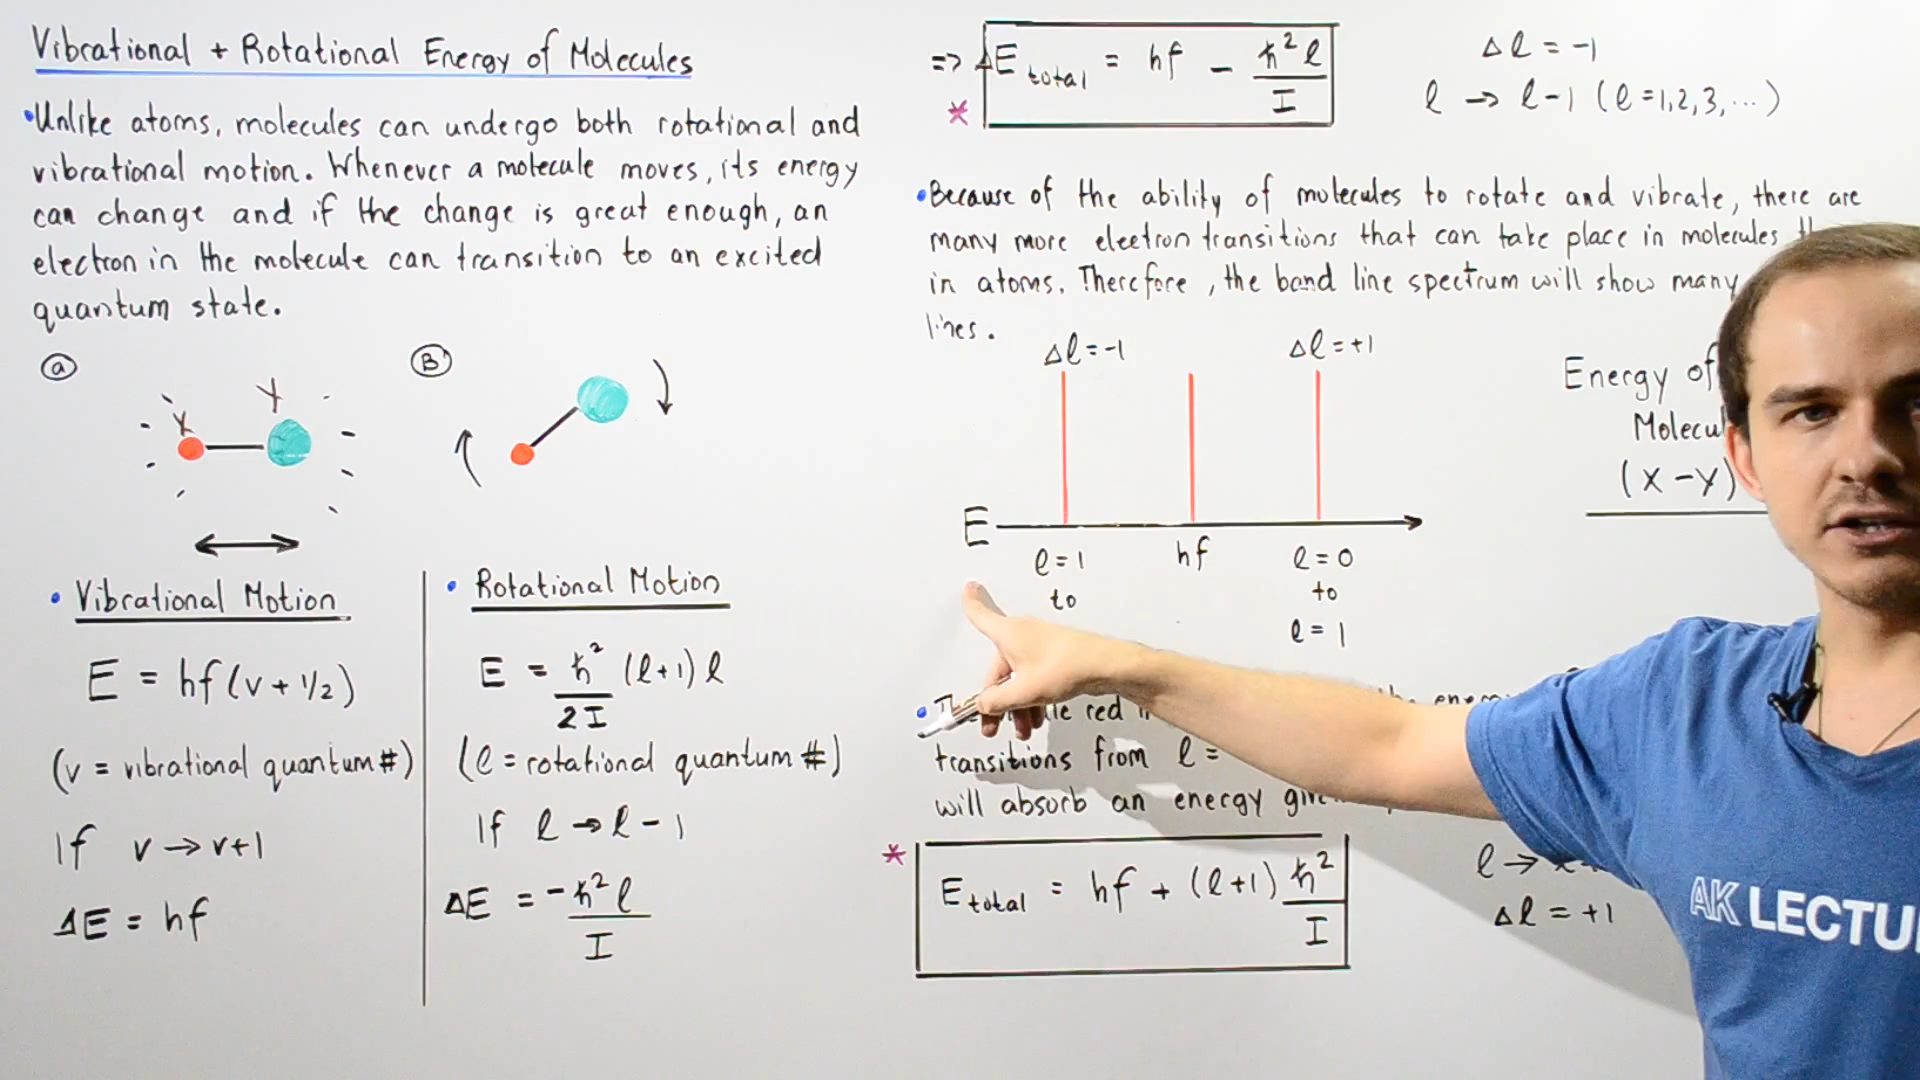 Vibrational + Rotational Energy of Molecules
•Unlike atoms, molecules can undergo both rotational and
vibrational motion. Whenever a molecule moves, its energy
can change and if the change is great enough, an
electron in the molecule can transition to an excited
quantum state.
a
X
Y
B
• Vibrational Motion
E = hf(v + 1/2)
(v = vibrational quantum #)
If v → v+1
ΔE = hf
• Rotational Motion
E = ħ² (l+1) l
2I
(l = rotational quantum #)
If l → l - 1
ΔE = -ħ² l
I
=> ΔE total = hf - ħ² l
I
*
Δl = -1
l → l-1 (l = 1,2,3,...)
•Because of the ability of molecules to rotate and vibrate, there are
many more electron transitions that can take place in molecules
in atoms. Therefore, the band line spectrum will show many
lines.
Δl = -1
Δl = +1
E
l = 1
to
hf
l = 0
to
l = 1
Energy of
(X - Y)
• red
transitions from l =
will absorb an energy
* E total = hf + (l+1) ħ²
I
l →
Δl = +1
AK LECTU